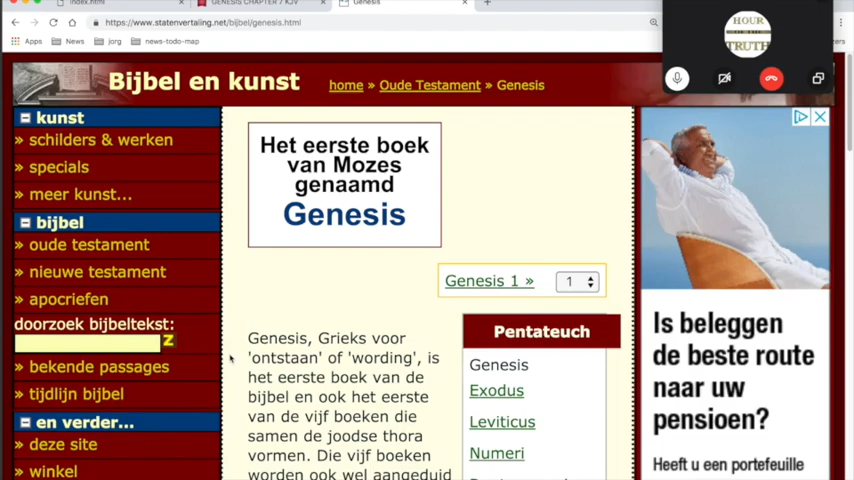 index.html
GENESIS CHAPTER 7 KJV
Genesis
https://www.statenvertaling.net/bijbel/genesis.html
Apps
News
jorg
news-todo-map
HOUR
TRUTH
Bijbel en kunst
home » Oude Testament » Genesis
kunst
» schilders & werken
» specials
» meer kunst...
bijbel
» oude testament
» nieuwe testament
» apocriefen
doorzoek bijbeltekst:
z
» bekende passages
» tijdlijn bijbel
en verder...
» deze site
» winkel
Het eerste boek
van Mozes
genaamd
Genesis
Genesis 1 »
1
Genesis, Grieks voor
'ontstaan' of 'wording', is
het eerste boek van de
bijbel en ook het eerste
van de vijf boeken die
samen de joodse thora
vormen. Die vijf boeken
worden ook wel aangeduid
Pentateuch
Genesis
Exodus
Leviticus
Numeri
Is beleggen
de beste route
naar uw
pensioen?
Heeft u een portefeuille